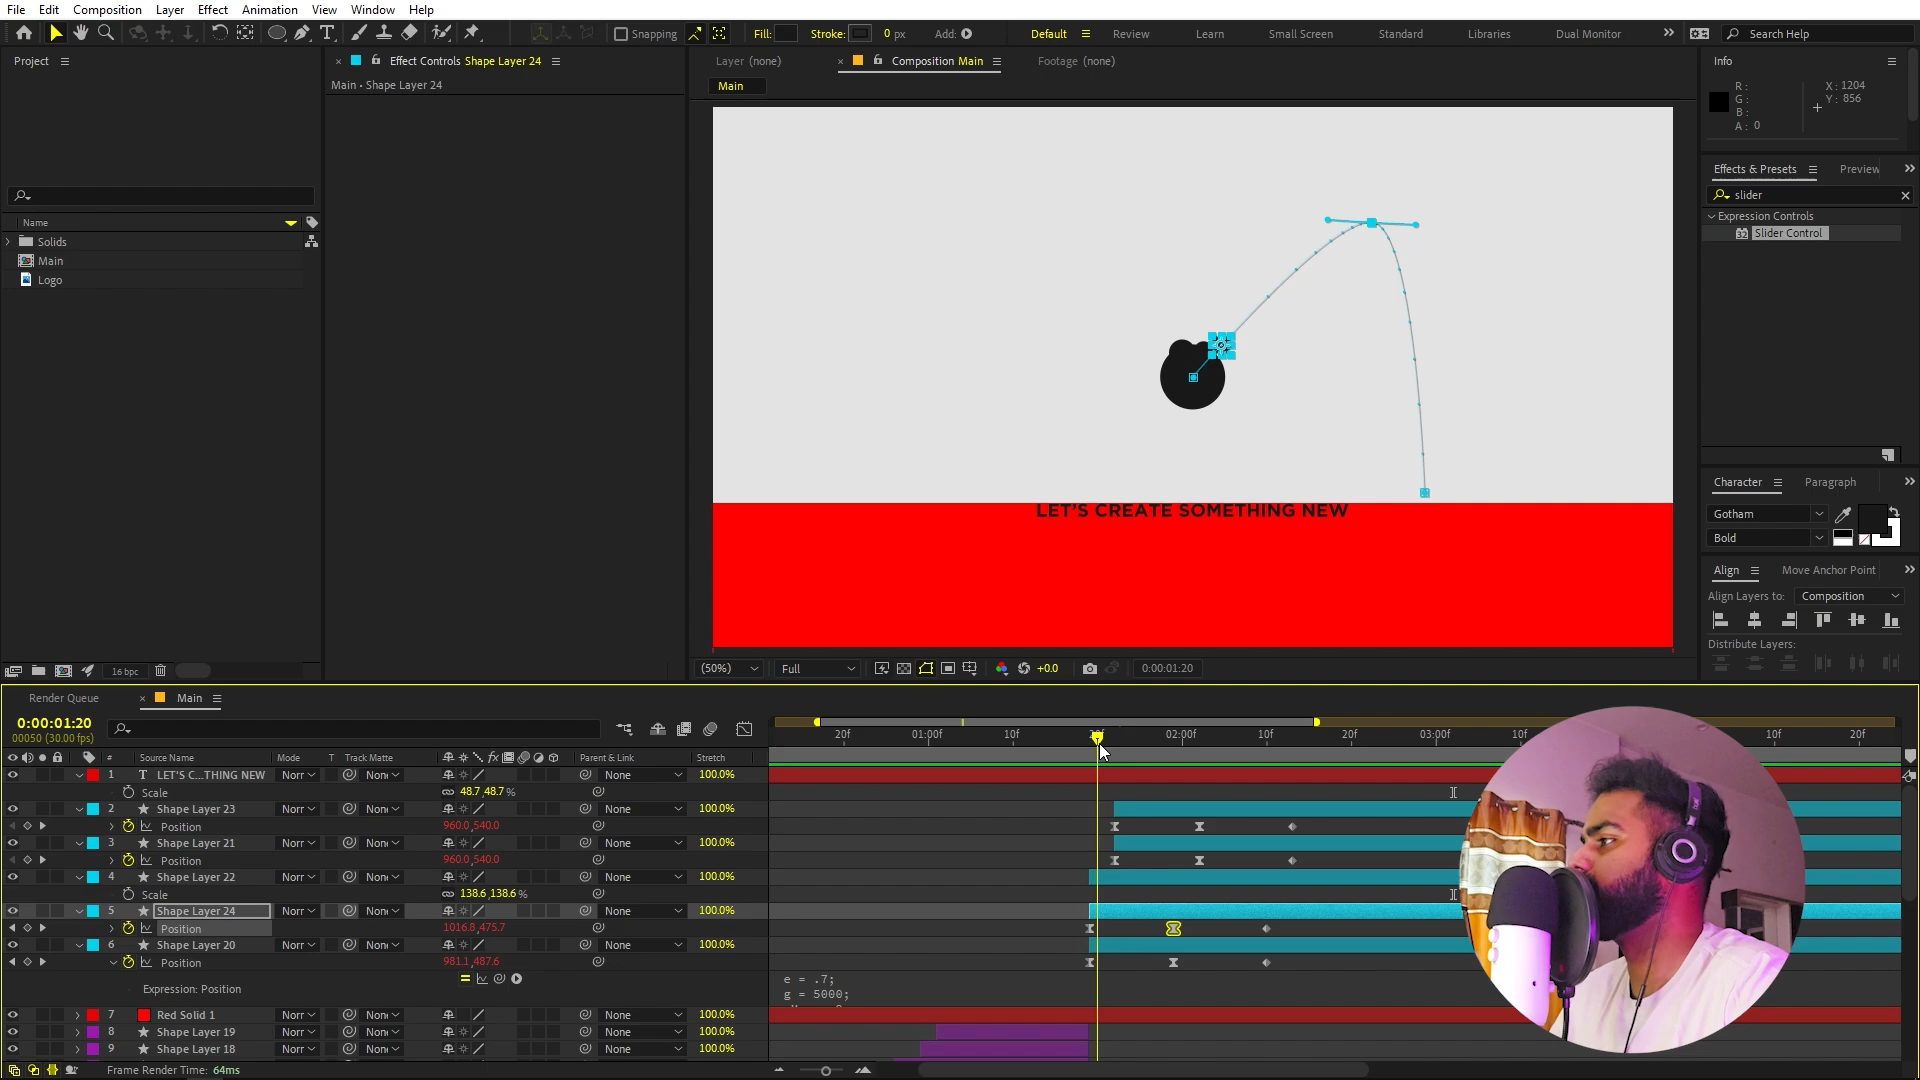 File Edit Composition Layer Effect Animation View Window Help
Snapping Fill: Stroke: 0 px Add: Default Review Learn Small Screen Standard Libraries Dual Monitor Search Help
Project
Effect Controls Shape Layer 24
Main • Shape Layer 24
Layer (none) Composition Main Footage (none)
Main
Info
R : X : 1204
G : Y : 856
B :
A : 0
Effects & Presets Preview
slider
Expression Controls
32 Slider Control
Name
Solids
Main
Logo
LET'S CREATE SOMETHING NEW
Character Paragraph
Gotham
Bold
Align Move Anchor Point
Align Layers to: Composition
Distribute Layers:
16 bpc
(50%) Full +0.0 0:00:01:20
Render Queue Main
0:00:01:20
00050 (30.00 fps)
20f 01:00f 10f 20f 02:00f 10f 20f 03:00f 10f 20f
# Source Name Mode T Track Matte fx Parent & Link Stretch
1 T LET'S C...THING NEW Norr None None 100.0%
Scale 48.7,48.7 %
2 Shape Layer 23 Norr None None 100.0%
Position 960.0,540.0
3 Shape Layer 21 Norr None None 100.0%
Position 960.0,540.0
4 Shape Layer 22 Norr None None 100.0%
Scale 138.6,138.6 %
5 Shape Layer 24 Norr None None 100.0%
Position 1016.8,475.7
6 Shape Layer 20 Norr None None 100.0%
Position 981.1,487.6
Expression: Position
e = .7;
g = 5000;
7 Red Solid 1 Norr None None 100.0%
8 Shape Layer 19 Norr None None 100.0%
9 Shape Layer 18 Norr None None 100.0%
Frame Render Time: 64ms